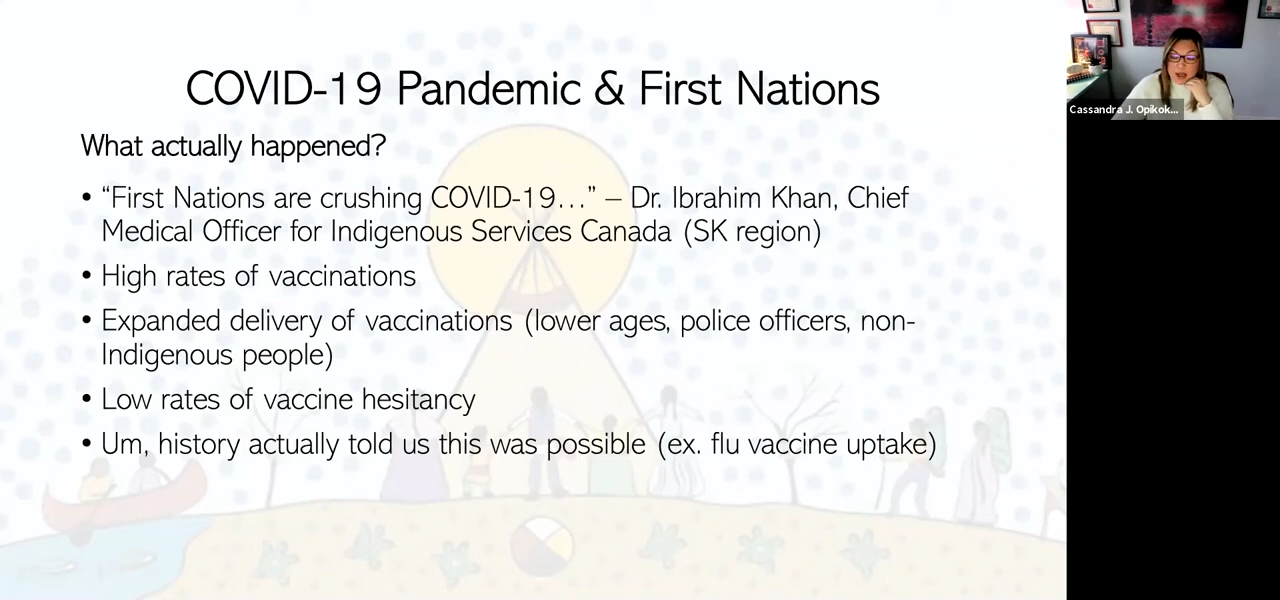 COVID-19 Pandemic & First Nations
What actually happened?
• “First Nations are crushing COVID-19…” – Dr. Ibrahim Khan, Chief
Medical Officer for Indigenous Services Canada (SK region)
• High rates of vaccinations
• Expanded delivery of vaccinations (lower ages, police officers, non-
Indigenous people)
• Low rates of vaccine hesitancy
• Um, history actually told us this was possible (ex. flu vaccine uptake)
Cassandra J. Opikok...